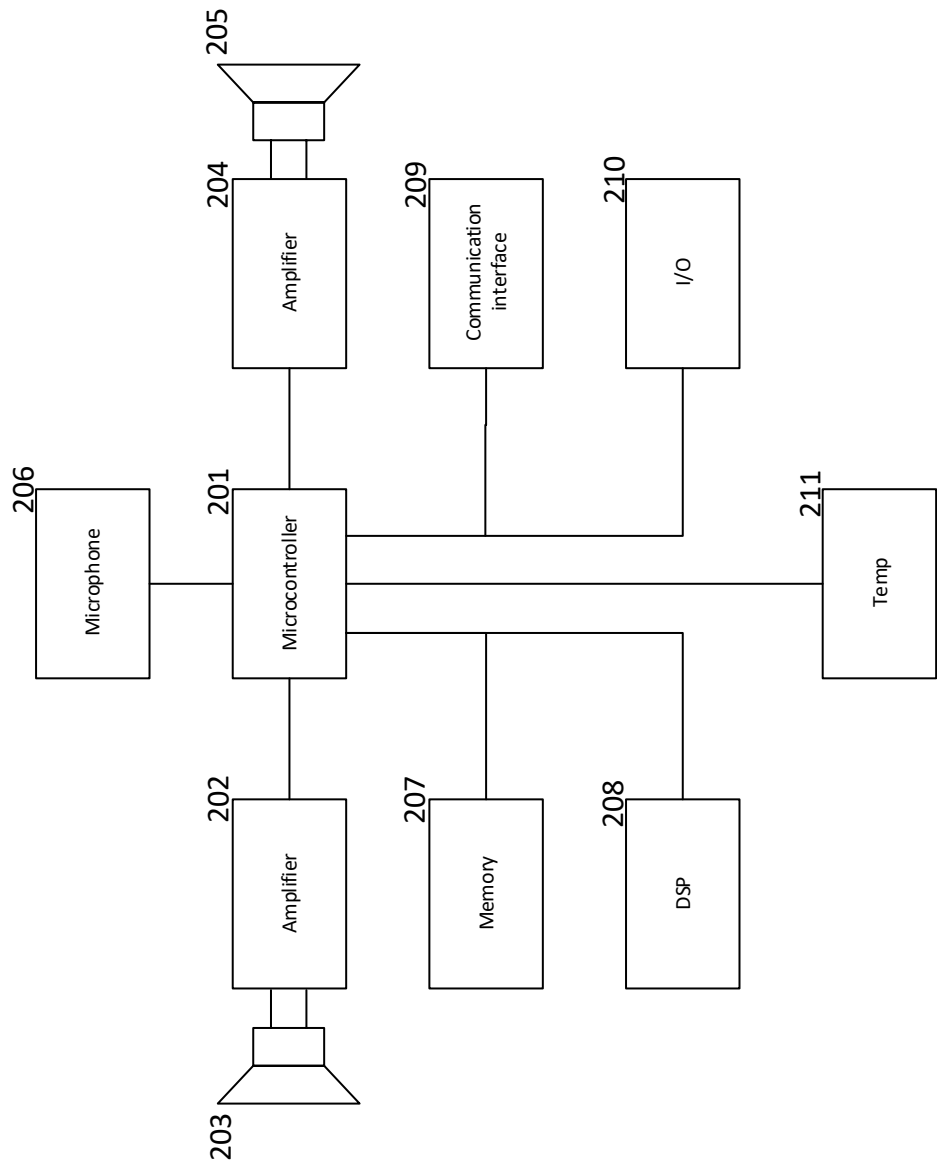 206
Microphone
203
202
Amplifier
201
Microcontroller
204
Amplifier
205
207
Memory
209
Communication
interface
208
DSP
210
I/O
211
Temp